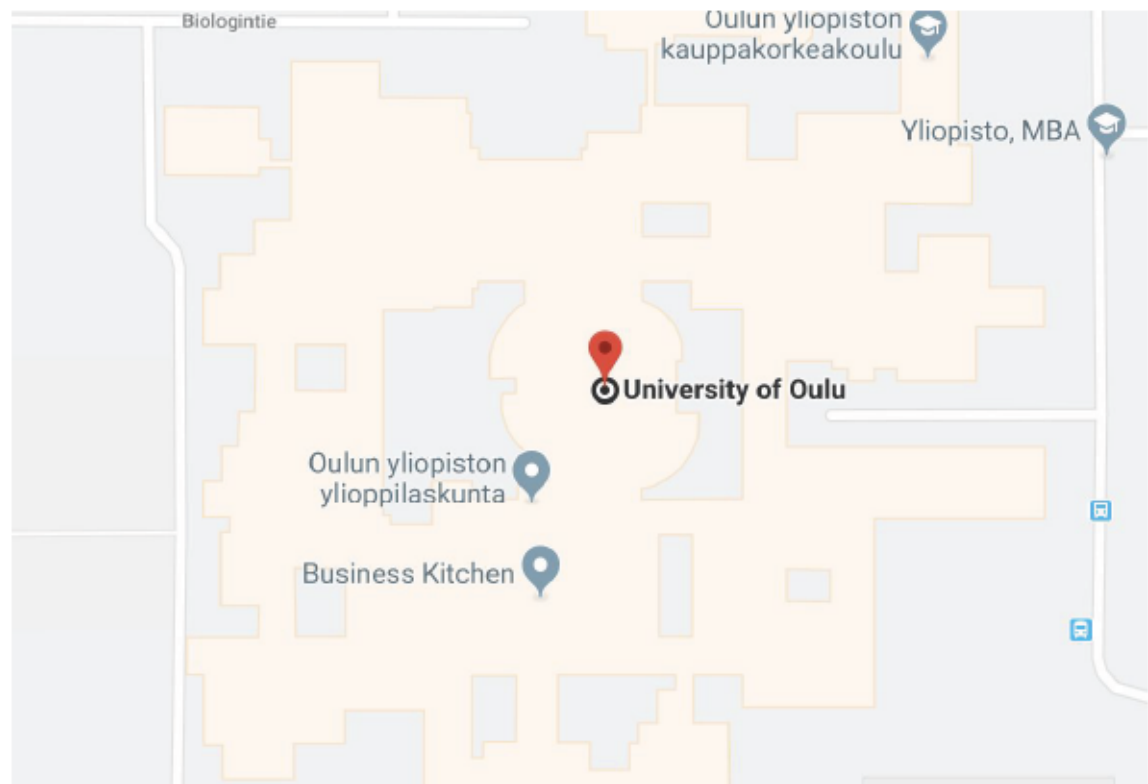 Biologintie
Oulun yliopiston
kauppakorkeakoulu
Yliopisto, MBA
University of Oulu
Oulun yliopiston
ylioppilaskunta
Business Kitchen